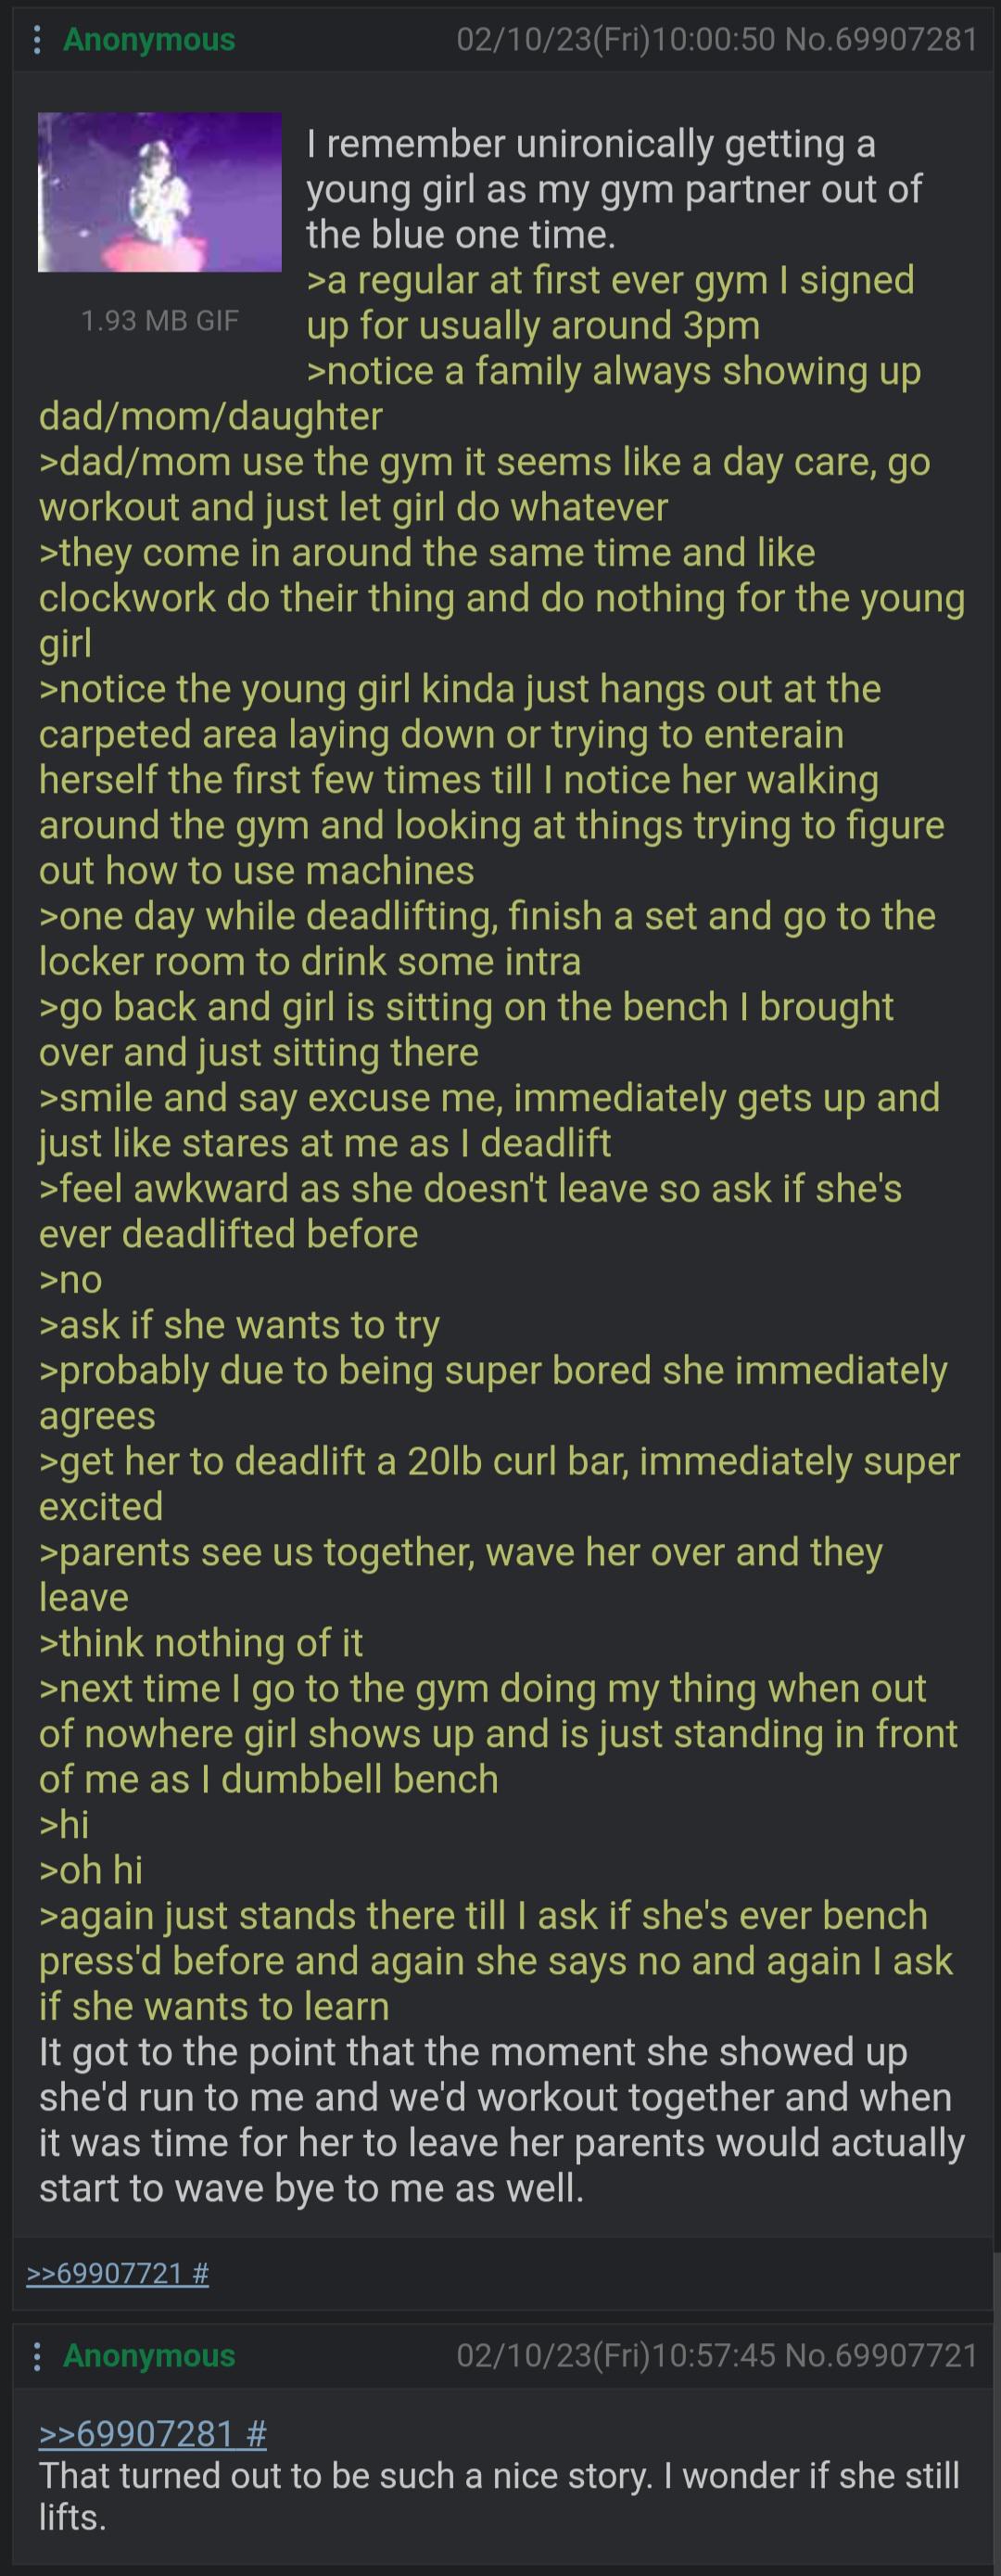 Anonymous 02/10/23(Fri)10:00:50 No.69907281
I remember unironically getting a
young girl as my gym partner out of
the blue one time.
>a regular at first ever gym I signed
up for usually around 3pm
1.93 MB GIF
>notice a family always showing up
dad/mom/daughter
>dad/mom use the gym it seems like a day care, go
workout and just let girl do whatever
>they come in around the same time and like
clockwork do their thing and do nothing for the young
girl
>notice the young girl kinda just hangs out at the
carpeted area laying down or trying to enterain
herself the first few times till I notice her walking
around the gym and looking at things trying to figure
out how to use machines
>one day while deadlifting, finish a set and go to the
locker room to drink some intra
>go back and girl is sitting on the bench I brought
over and just sitting there
>smile and say excuse me, immediately gets up and
just like stares at me as I deadlift
>feel awkward as she doesn't leave so ask if she's
ever deadlifted before
>no
>ask if she wants to try
>probably due to being super bored she immediately
agrees
>get her to deadlift a 20lb curl bar, immediately super
excited
>parents see us together, wave her over and they
leave
>think nothing of it
>next time I go to the gym doing my thing when out
of nowhere girl shows up and is just standing in front
of me as I dumbbell bench
>hi
>oh hi
>again just stands there till I ask if she's ever bench
press'd before and again she says no and again I ask
if she wants to learn
It got to the point that the moment she showed up
she'd run to me and we'd workout together and when
it was time for her to leave her parents would actually
start to wave bye to me as well.
>>69907721 #
Anonymous 02/10/23(Fri)10:57:45 No.69907721
>>69907281 #
That turned out to be such a nice story. I wonder if she still
lifts.